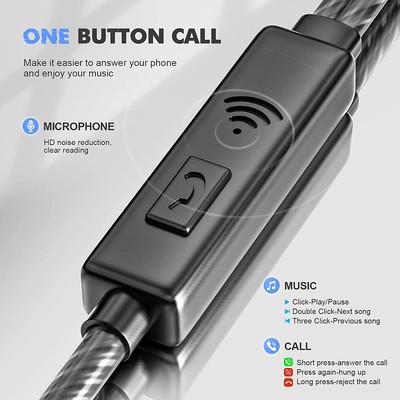 ONE BUTTON CALL
Make it easier to answer your phone
and enjoy your music
MICROPHONE
HD noise reduction,
clear reading
MUSIC
Click-Play/Pause
Double Click-Next song
Three Click-Previous song
CALL
Short press-answer the call
Press again-hung up
Long press-reject the call